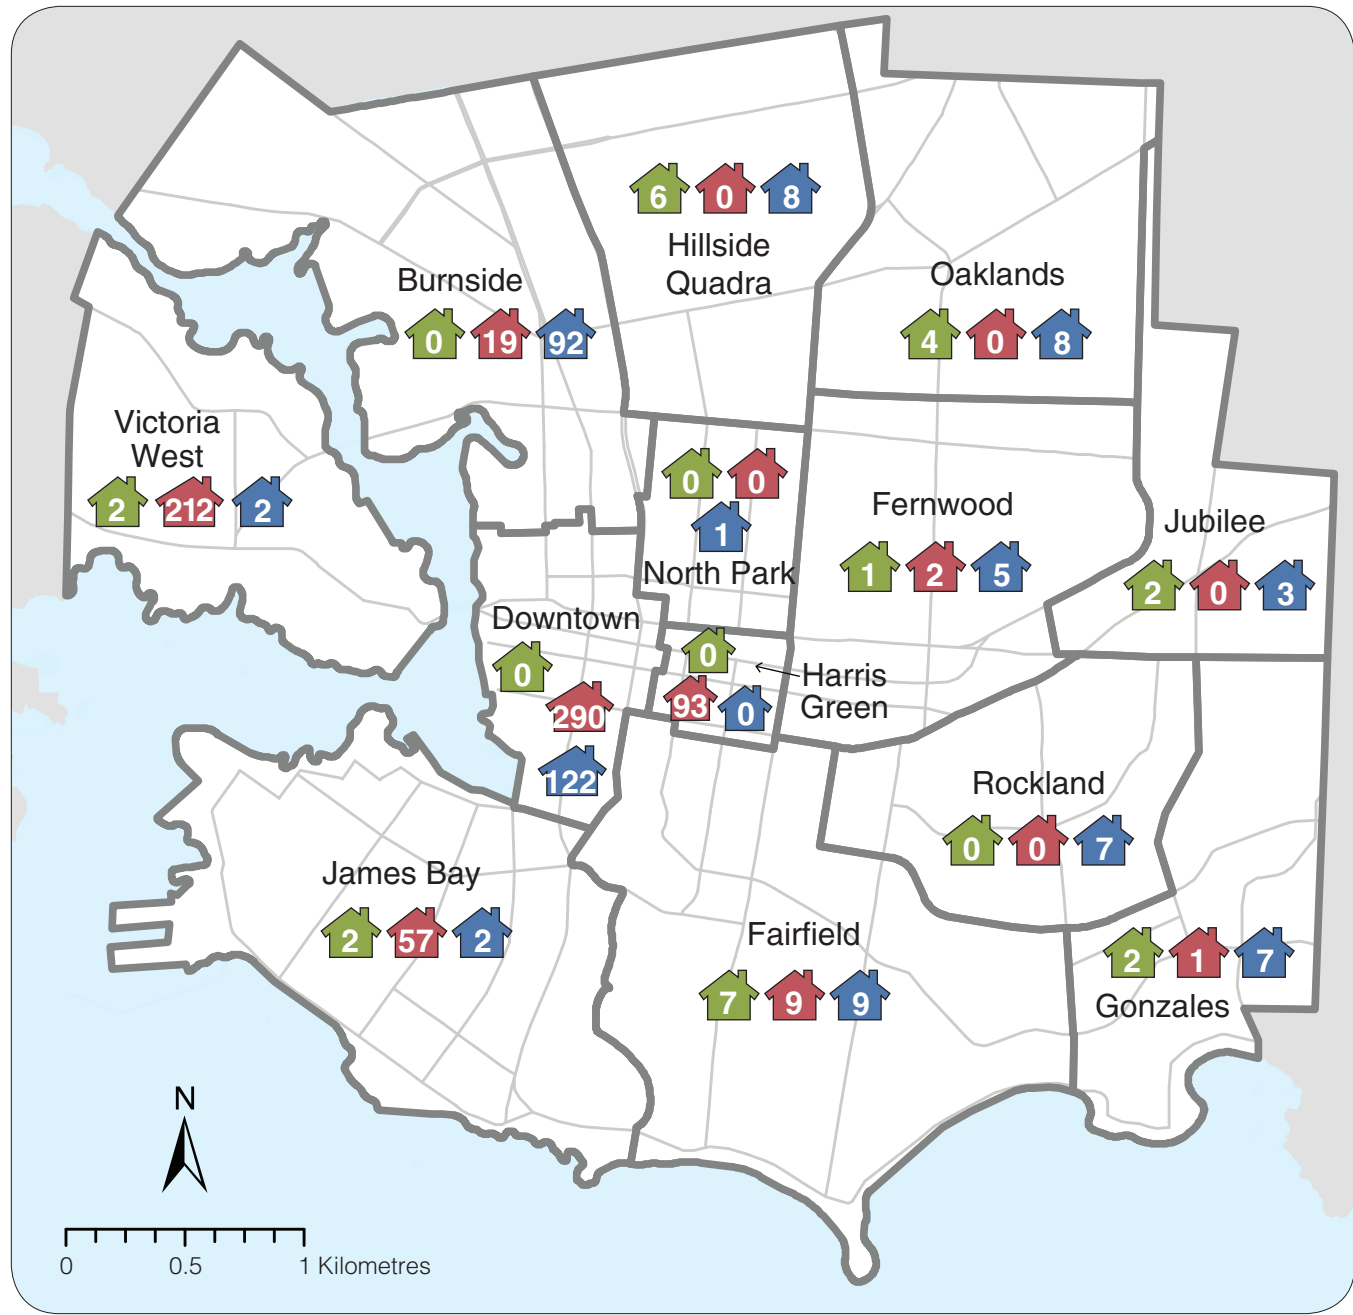 6 0 8
Hillside
Quadra
Burnside
0 19 92
Oaklands
4 0 8
Victoria
West
2 212 2
0 0
1
North Park
Fernwood
1 2 5
Jubilee
2 0 3
Downtown
0
290
122
0
93 0
Harris
Green
Rockland
0 0 7
James Bay
2 57 2
Fairfield
7 9 9
2 1 7
Gonzales
N
0 0.5 1 Kilometres